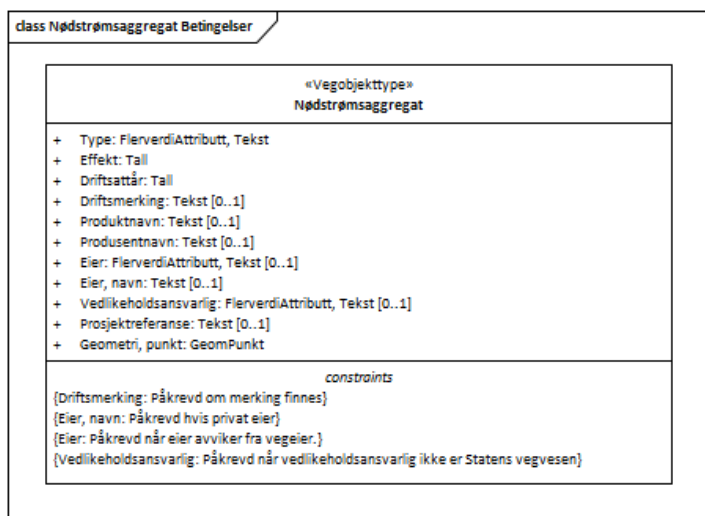 class Nødstrømsaggregat Betingelser
«Vegobjekttype»
Nødstrømsaggregat
+ Type: FlerverdiAttributt, Tekst
+ Effekt: Tall
+ Driftsattår: Tall
+ Driftsmerking: Tekst [0..1]
+ Produktnavn: Tekst [0..1]
+ Produsentnavn: Tekst [0..1]
+ Eier: FlerverdiAttributt, Tekst [0..1]
+ Eier, navn: Tekst [0..1]
+ Vedlikeholdsansvarlig: FlerverdiAttributt, Tekst [0..1]
+ Prosjektreferanse: Tekst [0..1]
+ Geometri, punkt: GeomPunkt
constraints
{Driftsmerking: Påkrevd om merking finnes}
{Eier, navn: Påkrevd hvis privat eier}
{Eier: Påkrevd når eier avviker fra vegeier.}
{Vedlikeholdsansvarlig: Påkrevd når vedlikeholdsansvarlig ikke er Statens vegvesen}